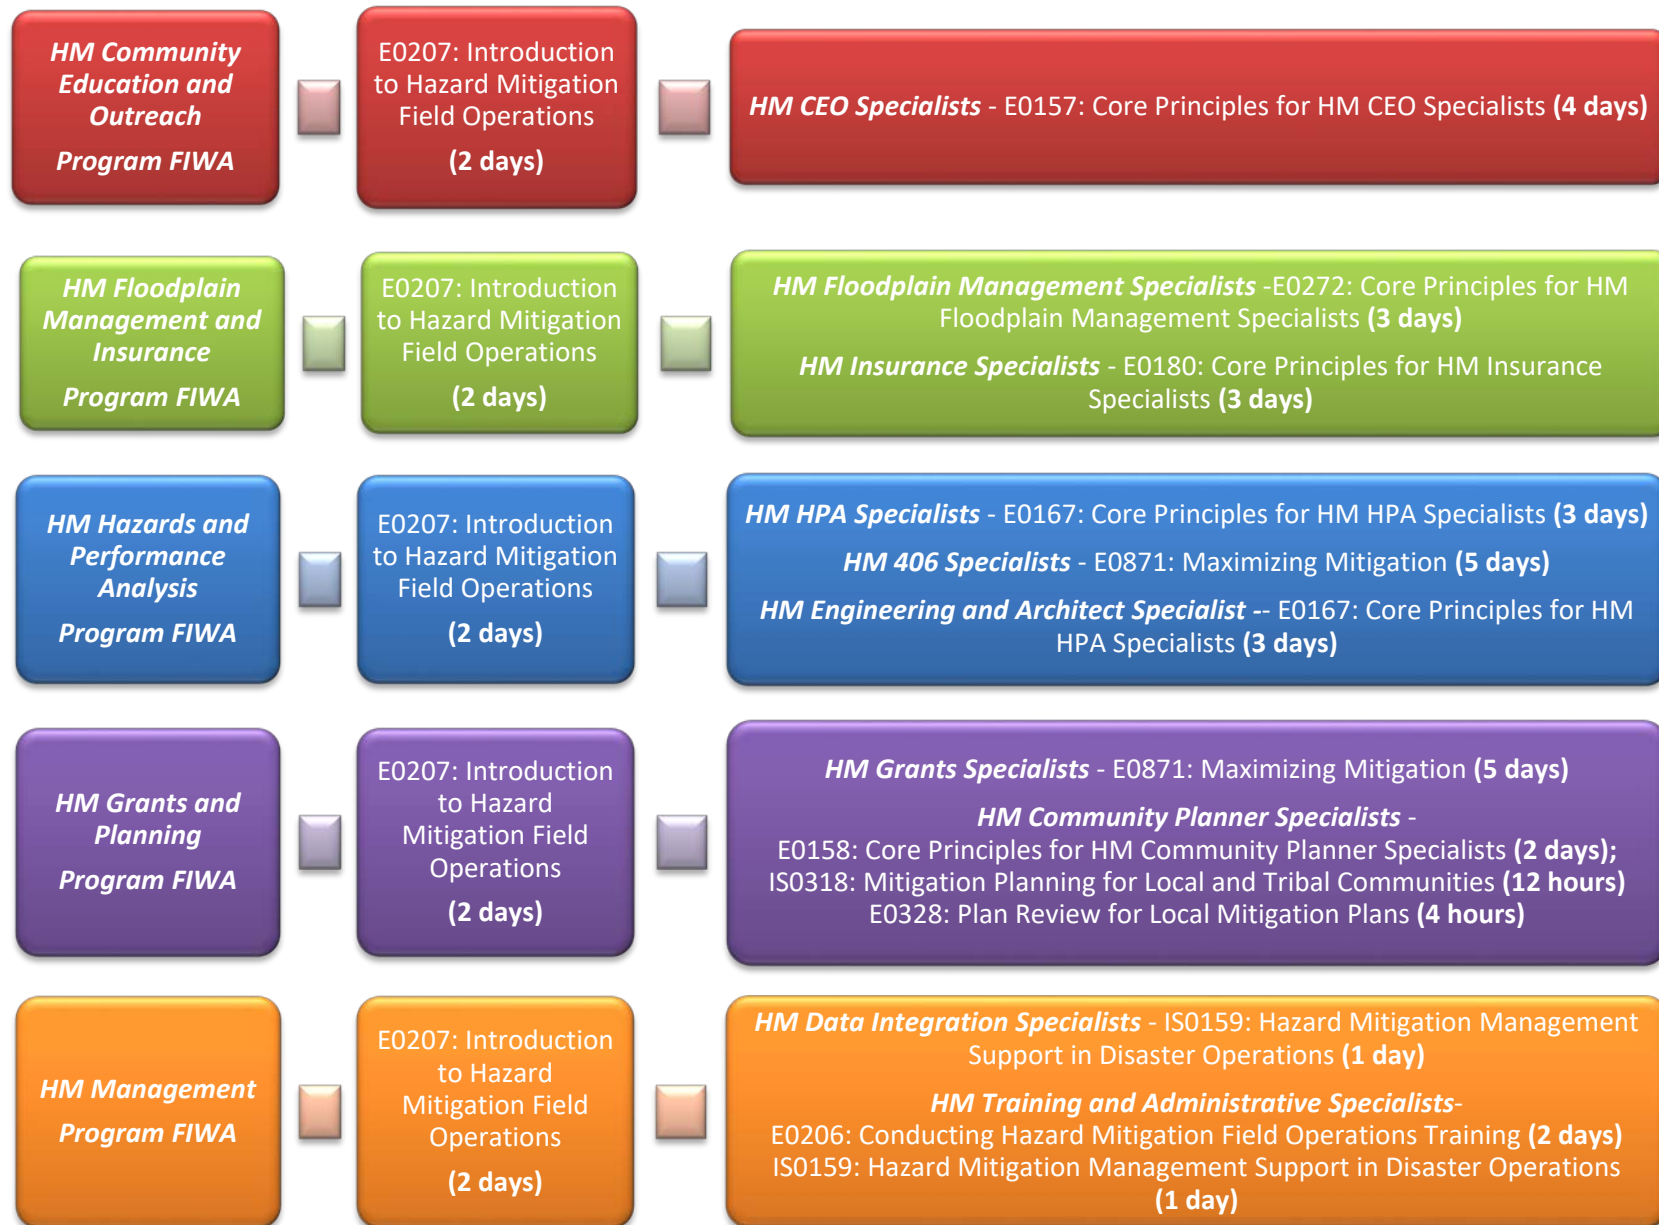 HM Community
Education and
Outreach
Program FIWA
E0207: Introduction
to Hazard Mitigation
Field Operations
(2 days)
HM CEO Specialists - E0157: Core Principles for HM CEO Specialists (4 days)
HM Floodplain
Management and
Insurance
Program FIWA
E0207: Introduction
to Hazard Mitigation
Field Operations
(2 days)
HM Floodplain Management Specialists -E0272: Core Principles for HM
Floodplain Management Specialists (3 days)
HM Insurance Specialists - E0180: Core Principles for HM Insurance
Specialists (3 days)
HM Hazards and
Performance
Analysis
Program FIWA
E0207: Introduction
to Hazard Mitigation
Field Operations
(2 days)
HM HPA Specialists - E0167: Core Principles for HM HPA Specialists (3 days)
HM 406 Specialists - E0871: Maximizing Mitigation (5 days)
HM Engineering and Architect Specialist -- E0167: Core Principles for HM
HPA Specialists (3 days)
HM Grants and
Planning
Program FIWA
E0207: Introduction
to Hazard
Mitigation Field
Operations
(2 days)
HM Grants Specialists - E0871: Maximizing Mitigation (5 days)
HM Community Planner Specialists -
E0158: Core Principles for HM Community Planner Specialists (2 days);
IS0318: Mitigation Planning for Local and Tribal Communities (12 hours)
E0328: Plan Review for Local Mitigation Plans (4 hours)
HM Management
Program FIWA
E0207: Introduction
to Hazard
Mitigation Field
Operations
(2 days)
HM Data Integration Specialists - IS0159: Hazard Mitigation Management
Support in Disaster Operations (1 day)
HM Training and Administrative Specialists-
E0206: Conducting Hazard Mitigation Field Operations Training (2 days)
IS0159: Hazard Mitigation Management Support in Disaster Operations
(1 day)